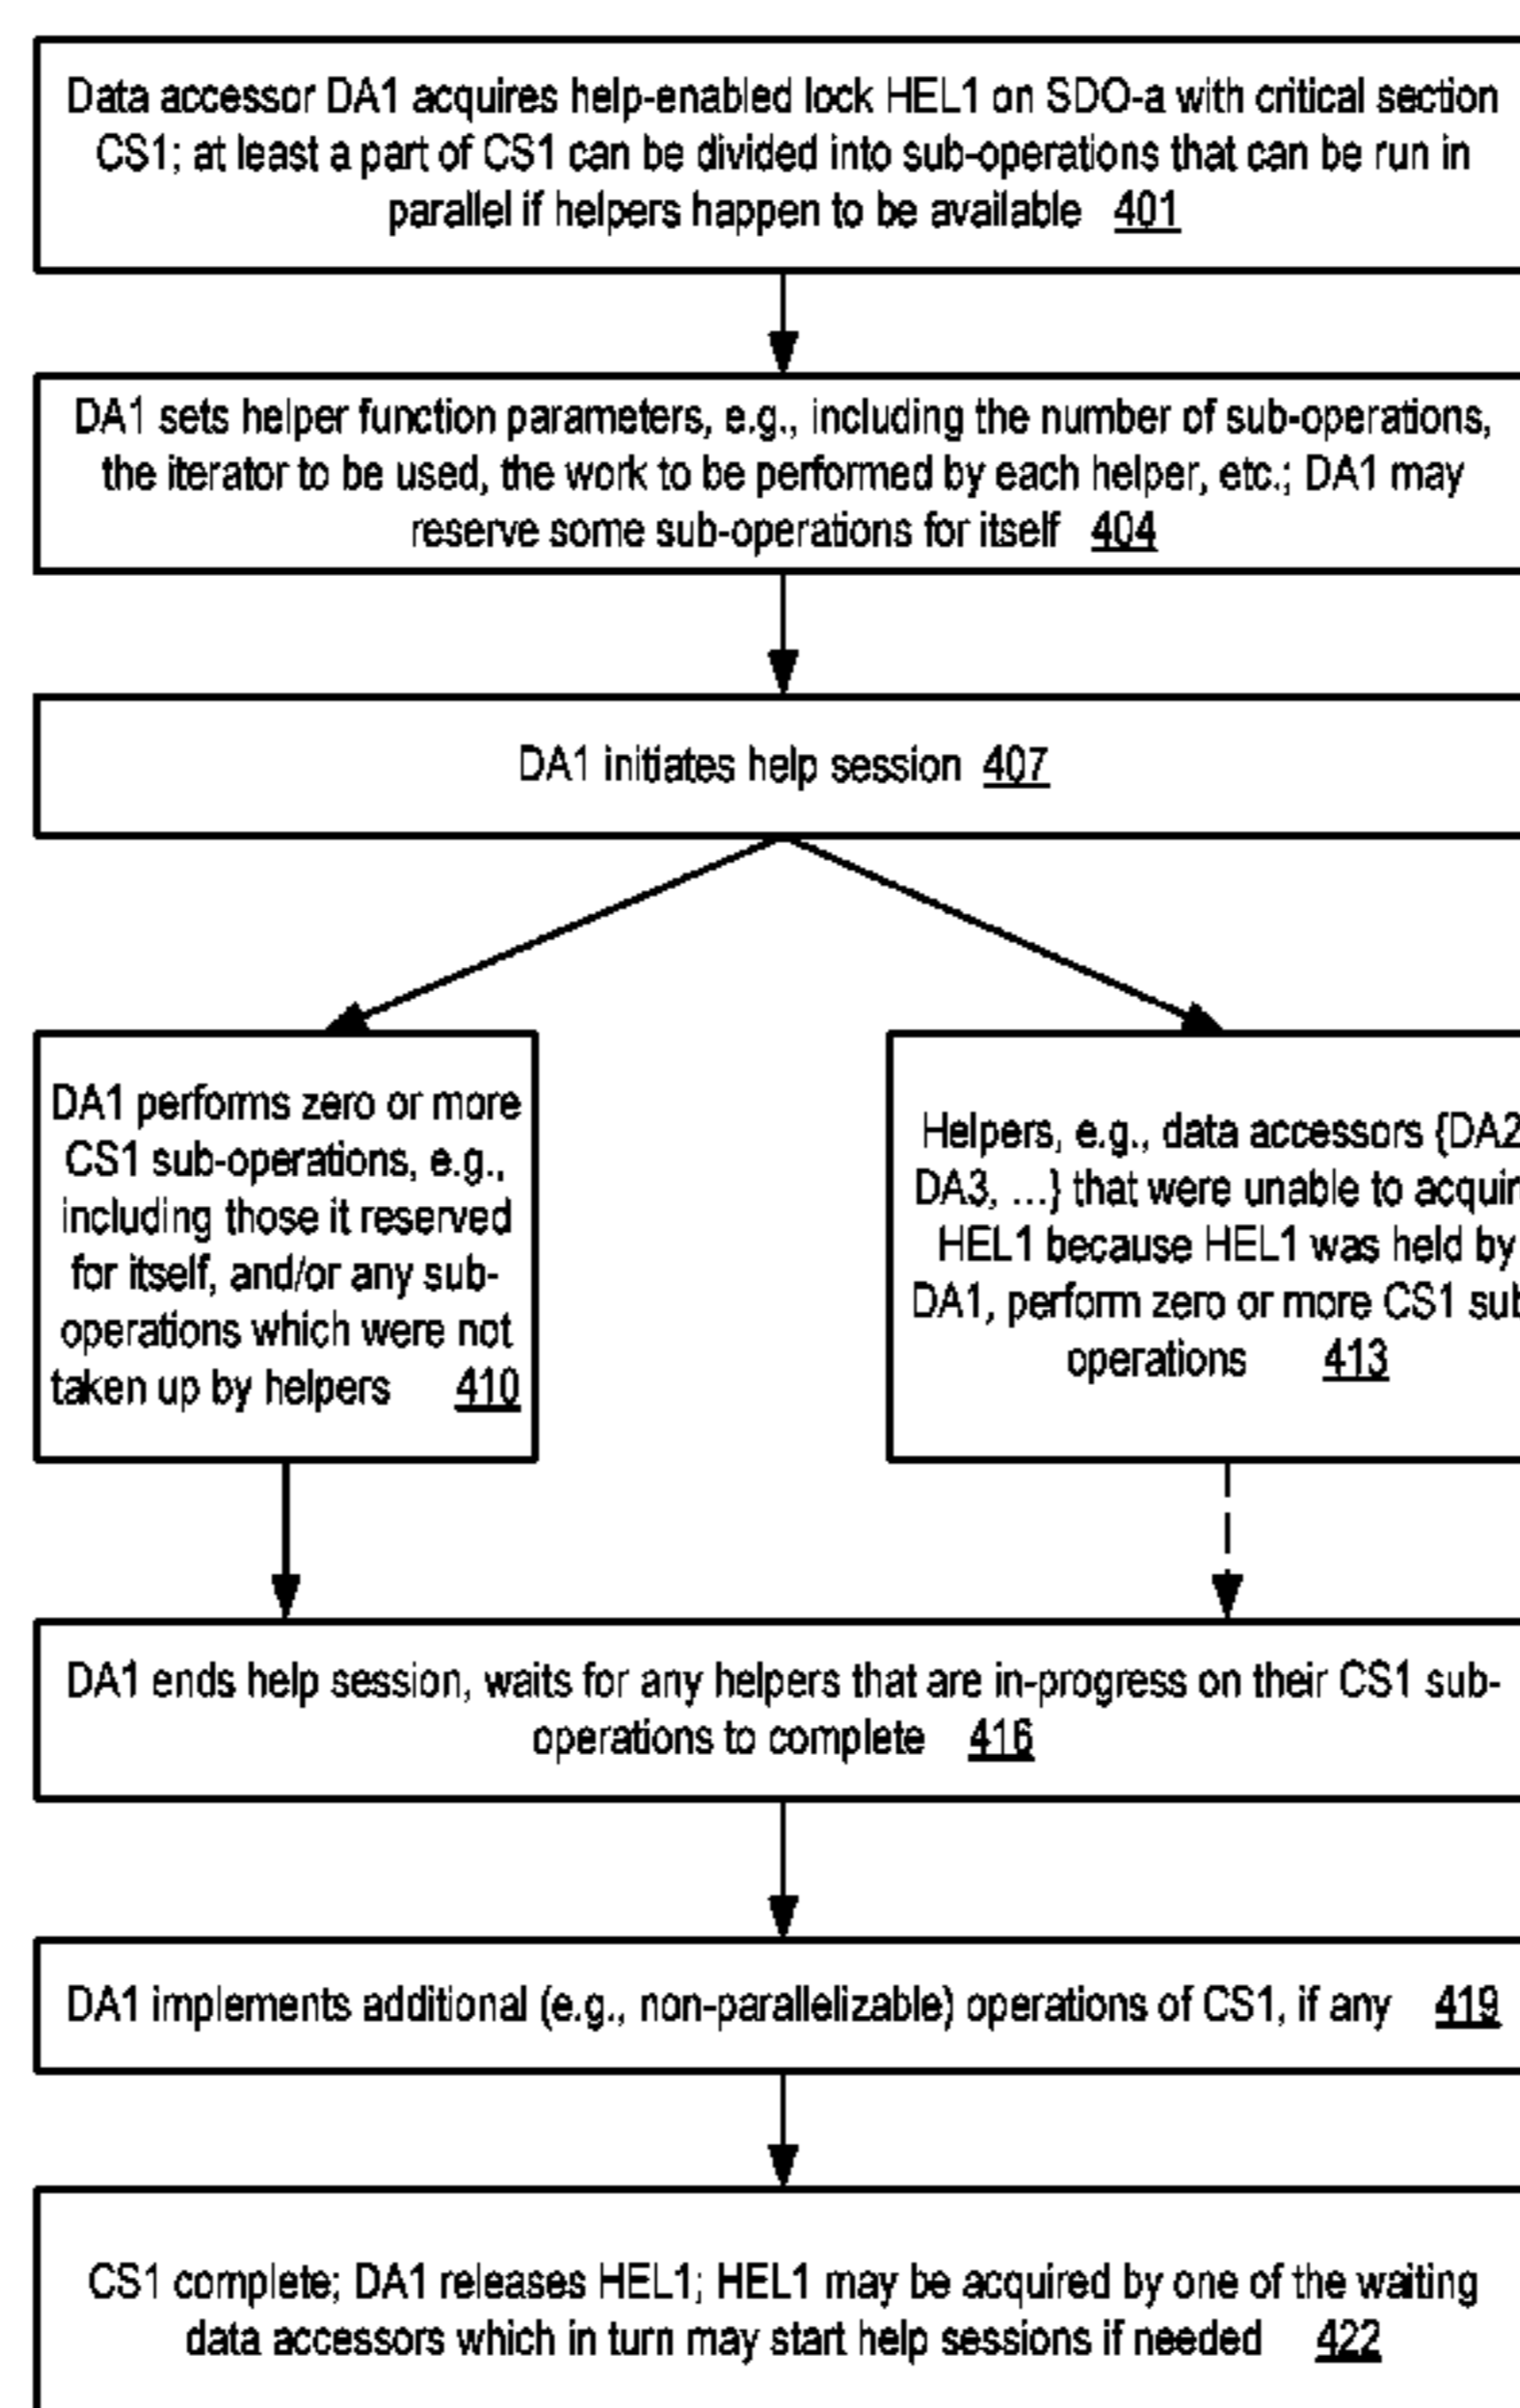 Data accessor DA1 acquires help-enabled lock HEL1 on SDO-a with critical section
CS1; at least a part of CS1 can be divided into sub-operations that can be run in
parallel if helpers happen to be available 401
DA1 sets helper function parameters, e.g., including the number of sub-operations,
the iterator to be used, the work to be performed by each helper, etc.; DA1 may
reserve some sub-operations for itself 404
DA1 initiates help session 407
DA1 performs zero or more
CS1 sub-operations, e.g.,
including those it reserved
for itself, and/or any sub-
operations which were not
taken up by helpers 410
Helpers, e.g., data accessors {DA2
DA3, ...} that were unable to
HEL1 because HEL1 was held by
DA1, perform zero or more CS1
operations 413
DA1 ends help session, waits for any helpers that are in-progress on their CS1 sub-
operations to complete 416
DA1 implements additional (e.g., non-parallelizable) operations of CS1, if any 419
CS1 complete; DA1 releases HEL1; HEL1 may be acquired by one of the waiting
data accessors which in turn may start help sessions if needed 422